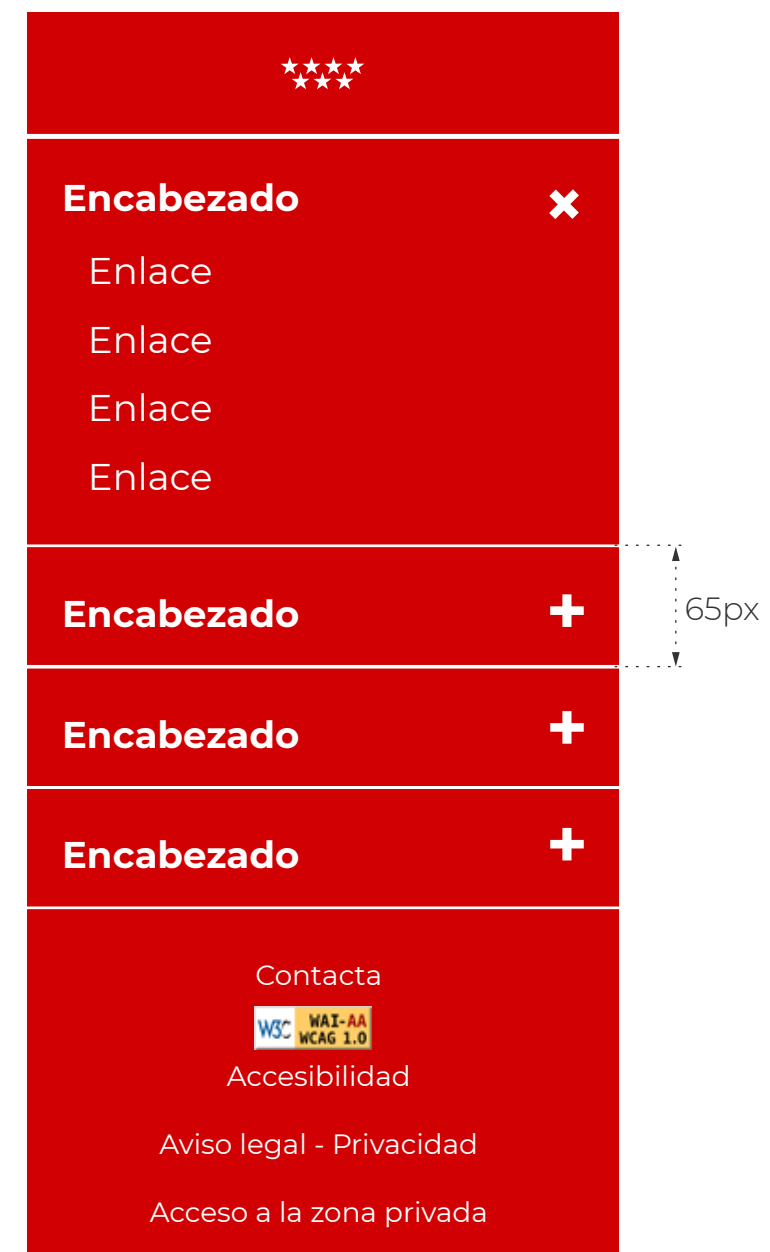 Encabezado
Enlace
Enlace
Enlace
Enlace
Encabezado
65px
Encabezado
Encabezado
Contacta
W3C WAI-AA
WCAG 1.0
Accesibilidad
Aviso legal - Privacidad
Acceso a la zona privada